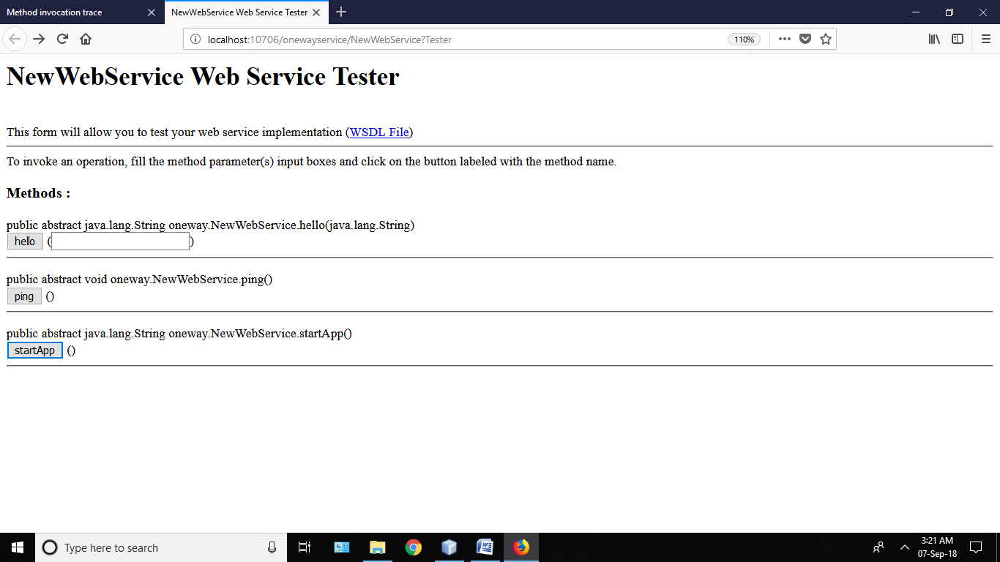 Method invocation trace
NewWebService Web Service Tester
localhost:10706/onewayservice/NewWebService?Tester
110%
NewWebService Web Service Tester
This form will allow you to test your web service implementation (WSDL File)
To invoke an operation, fill the method parameter(s) input boxes and click on the button labeled with the method name.
Methods :
public abstract java.lang.String oneway.NewWebService.hello(java.lang.String)
hello ( )
public abstract void oneway.NewWebService.ping()
ping ()
public abstract java.lang.String oneway.NewWebService.startApp()
startApp ()
Type here to search
3:21 AM
07-Sep-18